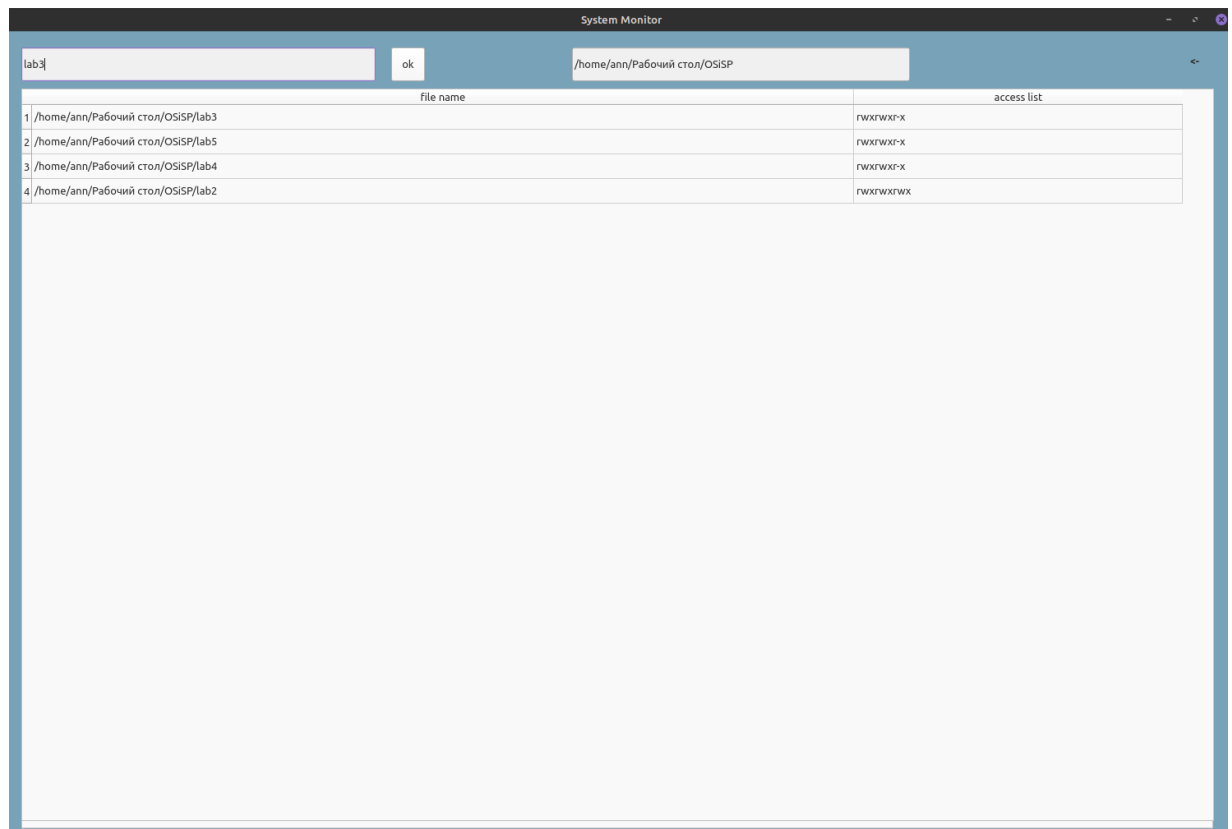 System Monitor
lab3 ok /home/ann/Рабочий стол/OSiSP <-
file name access list
1 /home/ann/Рабочий стол/OSiSP/lab3 rwxrwxr-x
2 /home/ann/Рабочий стол/OSiSP/lab5 rwxrwxr-x
3 /home/ann/Рабочий стол/OSiSP/lab4 rwxrwxr-x
4 /home/ann/Рабочий стол/OSiSP/lab2 rwxrwxrwx